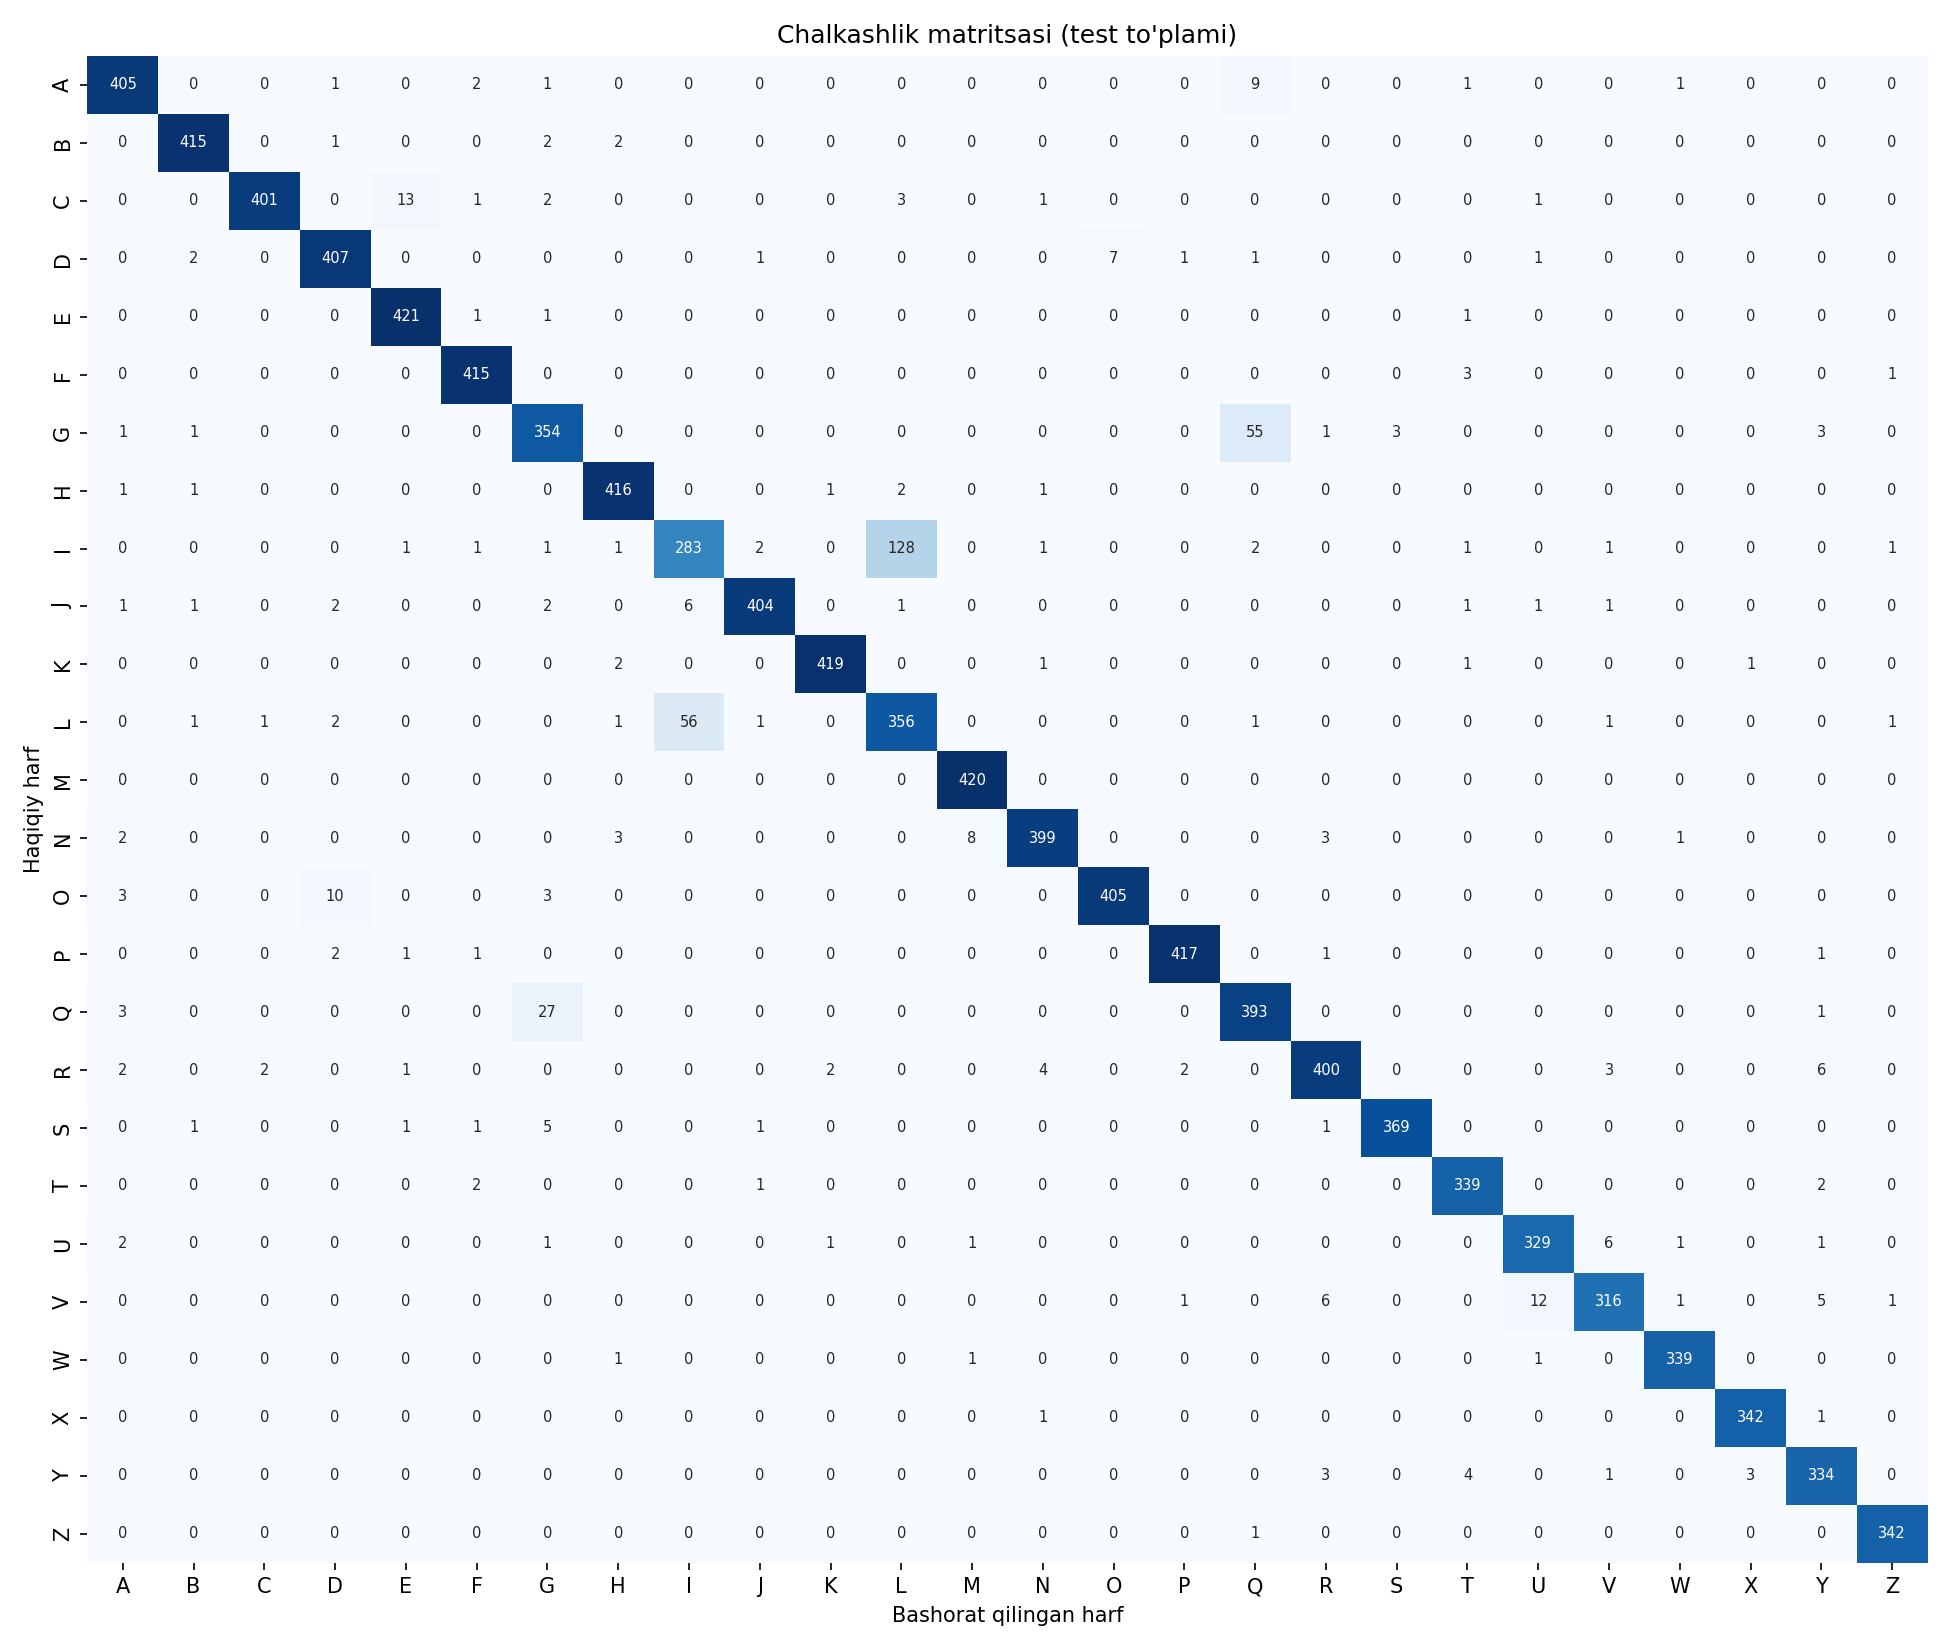 Chalkashlik matritsasi (test to'plami)
A 405 0 0 1 0 2 1 0 0 0 0 0 0 0 0 0 9 0 0 1 0 0 1 0 0 0
B 0 415 0 1 0 0 2 2 0 0 0 0 0 0 0 0 0 0 0 0 0 0 0 0 0 0
C 0 0 401 0 13 1 2 0 0 0 0 3 0 1 0 0 0 0 0 0 1 0 0 0 0 0
D 0 2 0 407 0 0 0 0 0 1 0 0 0 0 7 1 1 0 0 0 1 0 0 0 0 0
E 0 0 0 0 421 1 1 0 0 0 0 0 0 0 0 0 0 0 0 1 0 0 0 0 0 0
F 0 0 0 0 0 415 0 0 0 0 0 0 0 0 0 0 0 0 0 3 0 0 0 0 0 1
G 1 1 0 0 0 0 354 0 0 0 0 0 0 0 0 0 55 1 3 0 0 0 0 0 3 0
H 1 1 0 0 0 0 0 416 0 0 1 2 0 1 0 0 0 0 0 0 0 0 0 0 0 0
I 0 0 0 0 1 1 1 1 283 2 0 128 0 1 0 0 2 0 0 1 0 1 0 0 0 1
J 1 1 0 2 0 0 2 0 6 404 0 1 0 0 0 0 0 0 0 1 1 1 0 0 0 0
K 0 0 0 0 0 0 0 2 0 0 419 0 0 1 0 0 0 0 0 1 0 0 0 1 0 0
L 0 1 1 2 0 0 0 1 56 1 0 356 0 0 0 0 1 0 0 0 0 1 0 0 0 1
M 0 0 0 0 0 0 0 0 0 0 0 0 420 0 0 0 0 0 0 0 0 0 0 0 0 0
N 2 0 0 0 0 0 0 3 0 0 0 0 8 399 0 0 0 3 0 0 0 0 1 0 0 0
O 3 0 0 10 0 0 3 0 0 0 0 0 0 0 405 0 0 0 0 0 0 0 0 0 0 0
P 0 0 0 2 1 1 0 0 0 0 0 0 0 0 0 417 0 1 0 0 0 0 0 0 1 0
Q 3 0 0 0 0 0 27 0 0 0 0 0 0 0 0 0 393 0 0 0 0 0 0 0 1 0
R 2 0 2 0 1 0 0 0 0 0 2 0 0 4 0 2 0 400 0 0 0 3 0 0 6 0
S 0 1 0 0 1 1 5 0 0 1 0 0 0 0 0 0 0 1 369 0 0 0 0 0 0 0
T 0 0 0 0 0 2 0 0 0 1 0 0 0 0 0 0 0 0 0 339 0 0 0 0 2 0
U 2 0 0 0 0 0 1 0 0 0 1 0 1 0 0 0 0 0 0 0 329 6 1 0 1 0
V 0 0 0 0 0 0 0 0 0 0 0 0 0 0 0 1 0 6 0 0 12 316 1 0 5 1
W 0 0 0 0 0 0 0 1 0 0 0 0 1 0 0 0 0 0 0 0 1 0 339 0 0 0
X 0 0 0 0 0 0 0 0 0 0 0 0 0 1 0 0 0 0 0 0 0 0 0 342 1 0
Y 0 0 0 0 0 0 0 0 0 0 0 0 0 0 0 0 0 3 0 4 0 1 0 3 334 0
Z 0 0 0 0 0 0 0 0 0 0 0 0 0 0 0 0 1 0 0 0 0 0 0 0 0 342
A B C D E F G H I J K L M N O P Q R S T U V W X Y Z
Bashorat qilingan harf
Haqiqiy harf